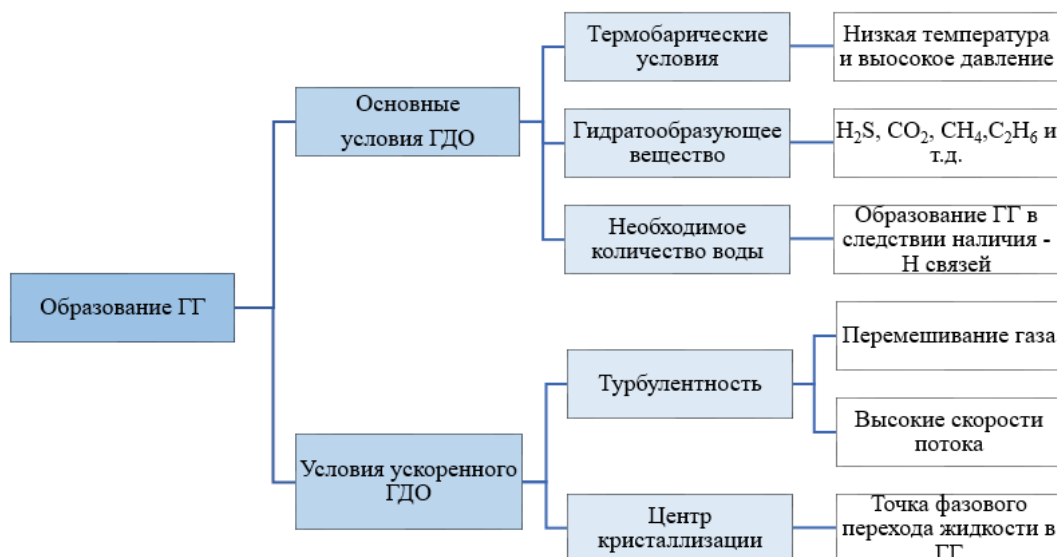 Образование ГГ
Основные
условия ГДО
Термобарические
условия
Низкая температура
и выосокое давление
Гидратообразующее
вещество
H₂S, CO₂, CH₄,C₂H₆ и
т.д.
Необходимое
количество воды
Образование ГГ в
следствии наличия -
Н связей
Условия ускоренного
ГДО
Турбулентность
Перемешивание газа
Высокие скорости
потока
Центр
кристаллизации
Точка фазового
перехода жидкости в
ГГ